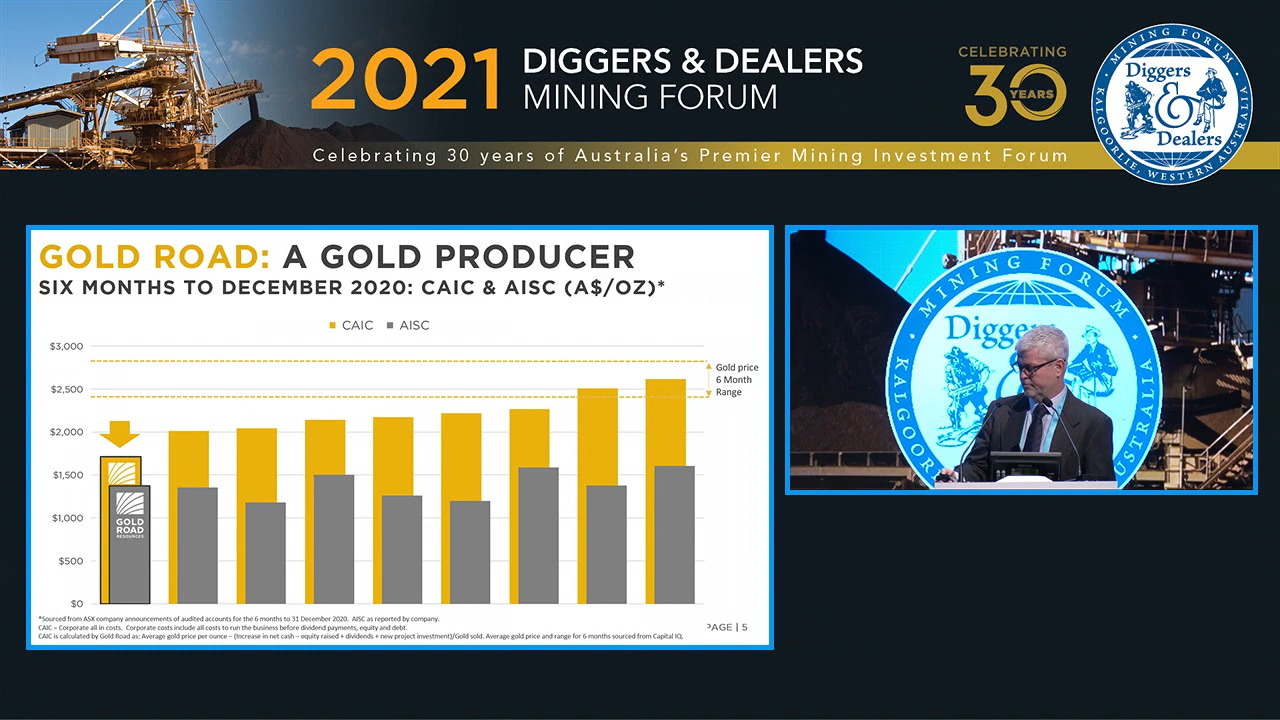 2021 DIGGERS & DEALERS
MINING FORUM
CELEBRATING
30 YEARS
Celebrating 30 years of Australia's Premier Mining Investment Forum
MINING FORUM
Diggers
&
Dealers
KALGOORLIE, WESTERN AUSTRALIA
GOLD ROAD: A GOLD PRODUCER
SIX MONTHS TO DECEMBER 2020: CAIC & AISC (A$/OZ)*
CAIC AISC
$3,000
$2,500
$2,000
$1,500
$1,000
$500
$0
Gold price
6 Month
Range
GOLD
ROAD
RESOURCES
*Sourced from ASX company announcements of audited accounts for the 6 months to 31 December 2020. AISC as reported by company.
CAIC = Corporate all in costs. Corporate costs include all costs to run the business before dividend payments, equity and debt.
CAIC is calculated by Gold Road as: Average gold price per ounce – (Increase in net cash – equity raised + dividends + new project investment)/Gold sold. Average gold price and range for 6 months sourced from Capital IQ.
PAGE | 5
MINING FORUM
Diggers
&
KALGOOR
AUSTRALIA